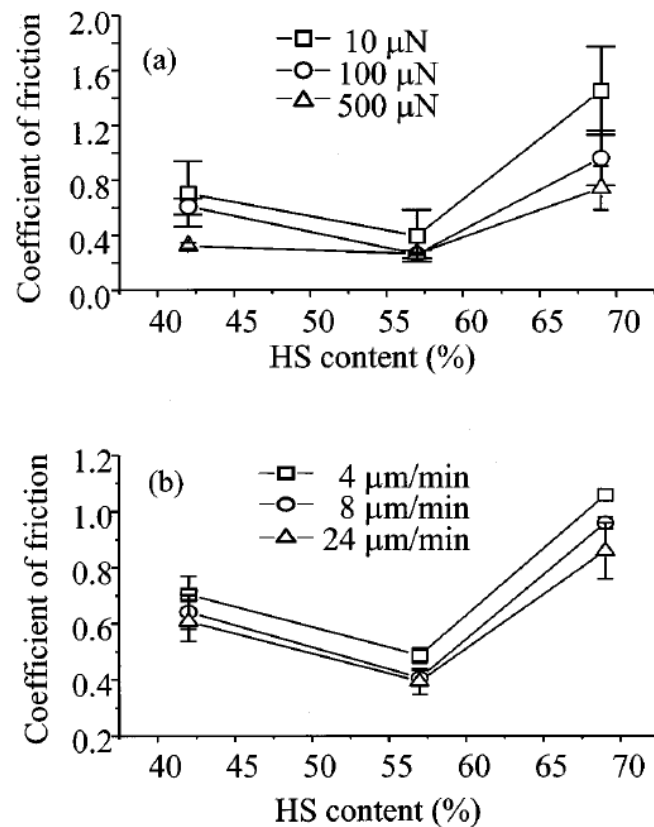 2.0
(a)
10 μN
100 μN
500 μN
1.6
1.2
0.8
0.4
0.0
Coefficient of friction
40 45 50 55 60 65 70
HS content (%)
1.2
(b)
4 μm/min
8 μm/min
24 μm/min
1.0
0.8
0.6
0.4
0.2
Coefficient of friction
40 45 50 55 60 65 70
HS content (%)